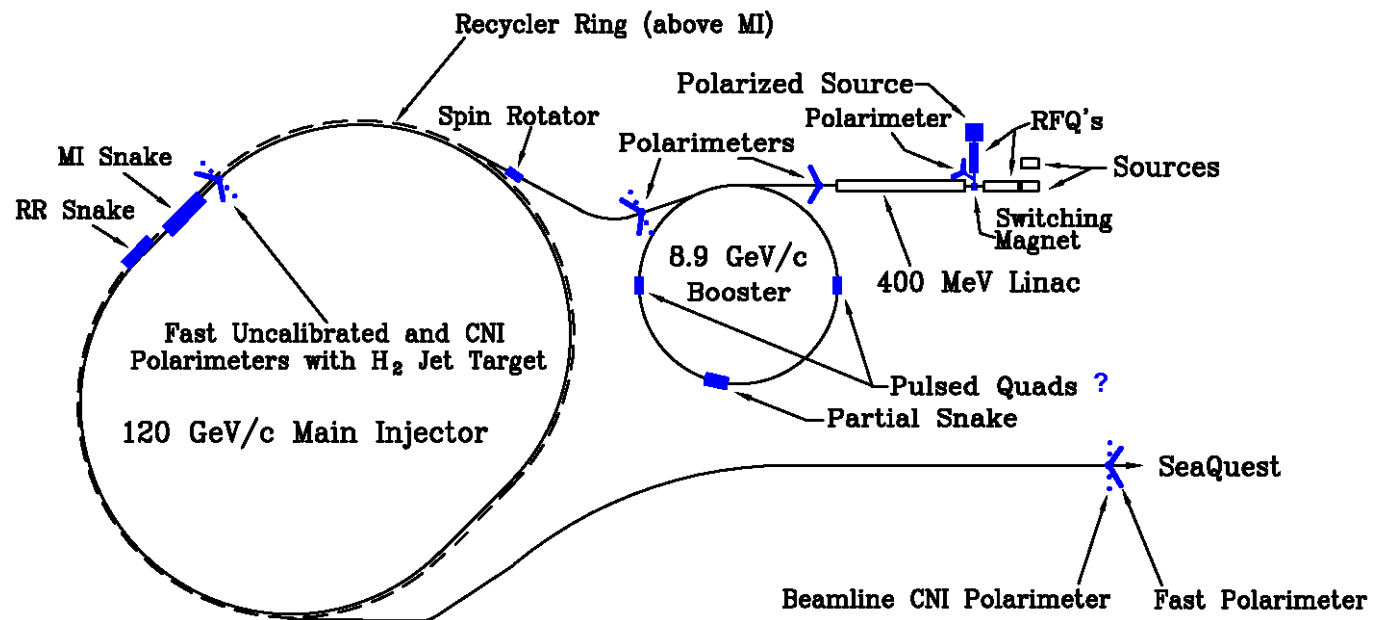 Recycler Ring (above MI)
Polarized Source
Spin Rotator
Polarimeter
RFQ's
Polarimeters
MI Snake
Sources
RR Snake
Switching
Magnet
8.9 GeV/c
Booster
400 MeV Linac
Fast Uncalibrated and CNI
Polarimeters with H₂ Jet Target
Pulsed Quads ?
Partial Snake
120 GeV/c Main Injector
SeaQuest
Beamline CNI Polarimeter
Fast Polarimeter